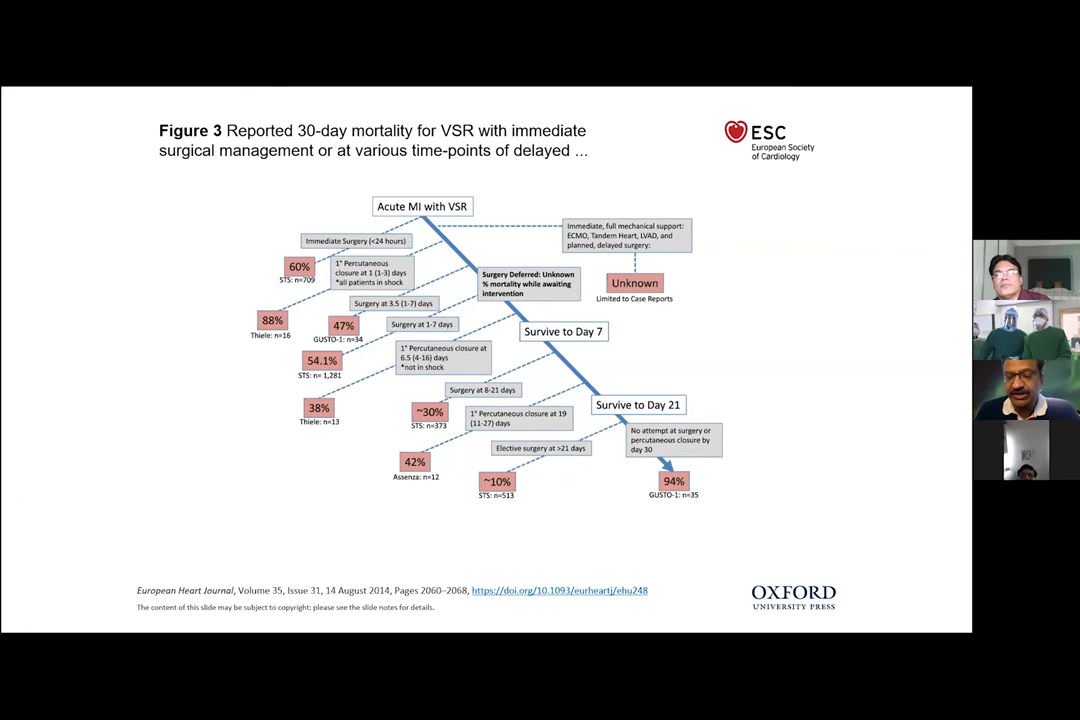 Figure 3 Reported 30-day mortality for VSR with immediate
surgical management or at various time-points of delayed ...
ESC
European Society
of Cardiology
Acute MI with VSR
Immediate, full mechanical support:
ECMO, Tandem Heart, LVAD, and
planned, delayed surgery:
Immediate Surgery (<24 hours)
60%
STS: n=709
1° Percutaneous
closure at 1 (1-3) days
*all patients in shock
Surgery Deferred: Unknown
% mortality while awaiting
intervention
Unknown
Limited to Case Reports
Surgery at 3.5 (1-7) days
88%
Thiele: n=16
47%
GUSTO-1: n=34
Surgery at 1-7 days
Survive to Day 7
54.1%
STS: n= 1,281
1° Percutaneous closure at
6.5 (4-16) days
*not in shock
Surgery at 8-21 days
38%
Thiele: n=13
~30%
STS: n=373
1° Percutaneous closure at 19
(11-27) days
Survive to Day 21
No attempt at surgery or
percutaneous closure by
day 30
Elective surgery at >21 days
42%
Assenza: n=12
~10%
STS: n=513
94%
GUSTO-1: n=35
European Heart Journal, Volume 35, Issue 31, 14 August 2014, Pages 2060–2068, https://doi.org/10.1093/eurheartj/ehu248
The content of this slide may be subject to copyright: please see the slide notes for details.
OXFORD
UNIVERSITY PRESS